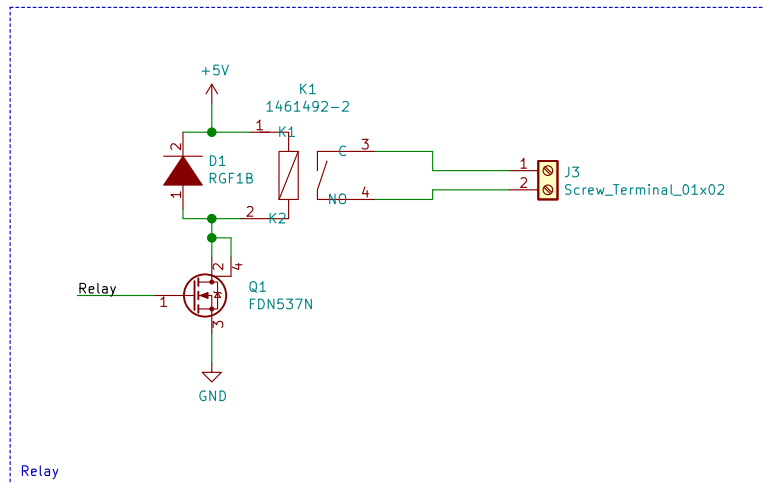 +5V
K1
1461492-2
1
K1
2
D1
RGF1B
1
C
3
NO
4
1
2
J3
Screw_Terminal_01x02
2
K2
2
4
Relay
1
Q1
FDN537N
3
GND
Relay